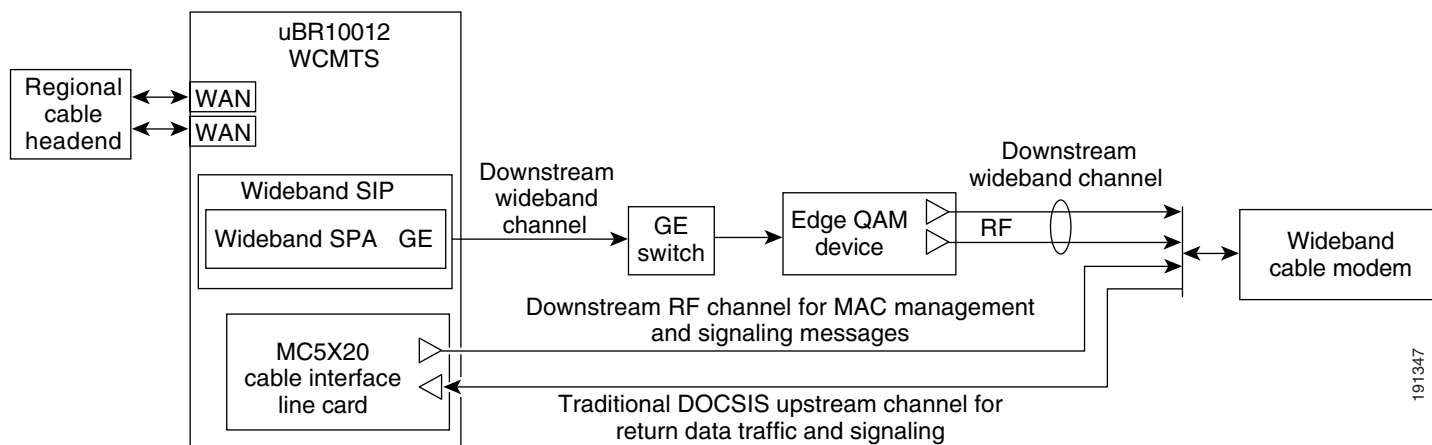 uBR10012
WCMTS
Regional
cable
headend
WAN
WAN
Wideband SIP
Wideband SPA GE
Downstream
wideband
channel
GE
switch
Edge QAM
device
Downstream
wideband channel
RF
Wideband
cable modem
Downstream RF channel for MAC management
and signaling messages
MC5X20
cable interface
line card
Traditional DOCSIS upstream channel for
return data traffic and signaling
191347